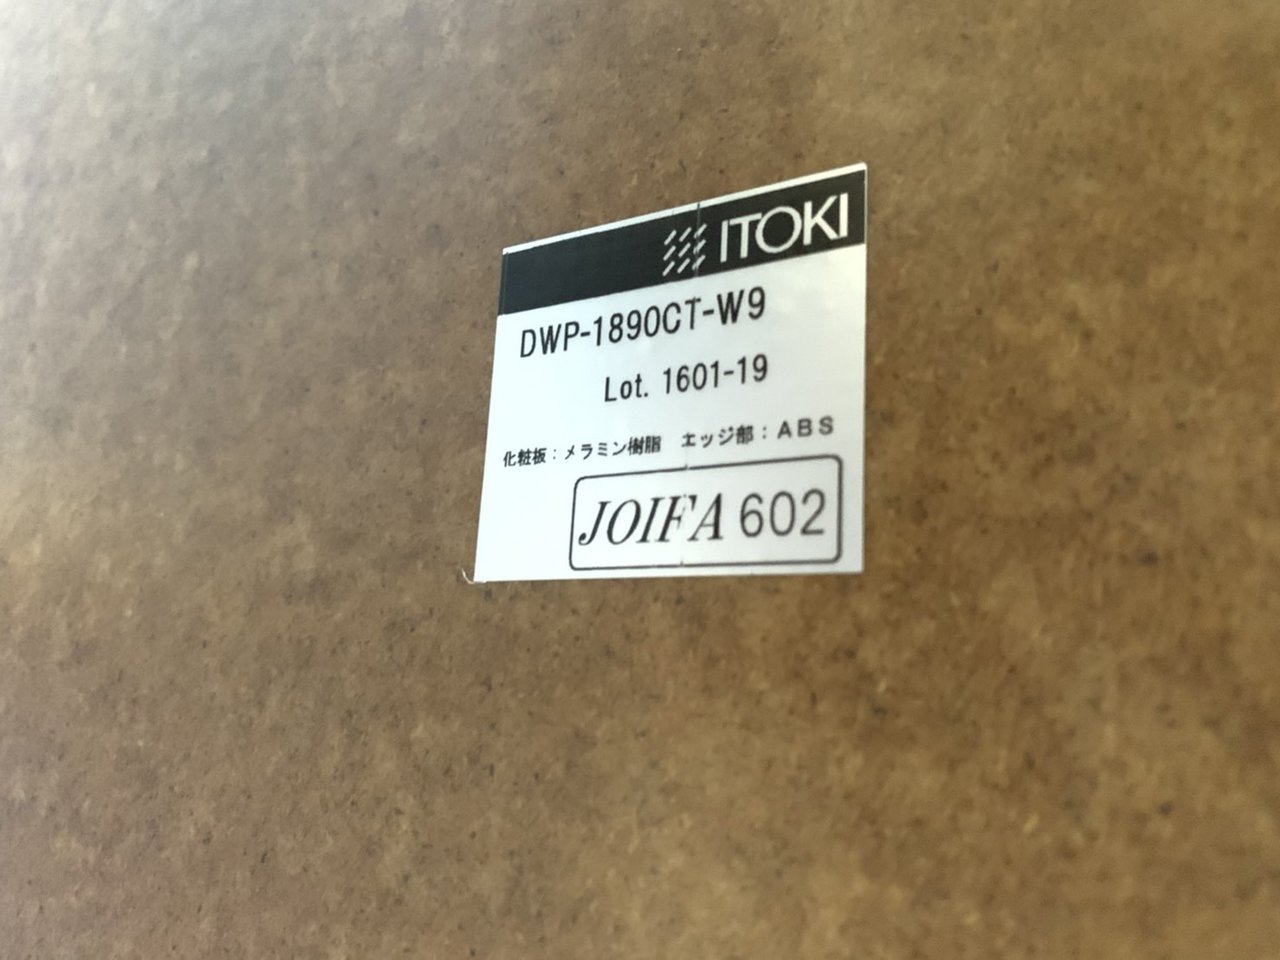 ITOKI
DWP-1890CT-W9
Lot. 1601-19
化粧板：メラミン樹脂 エッジ部：ABS
JOIFA 602